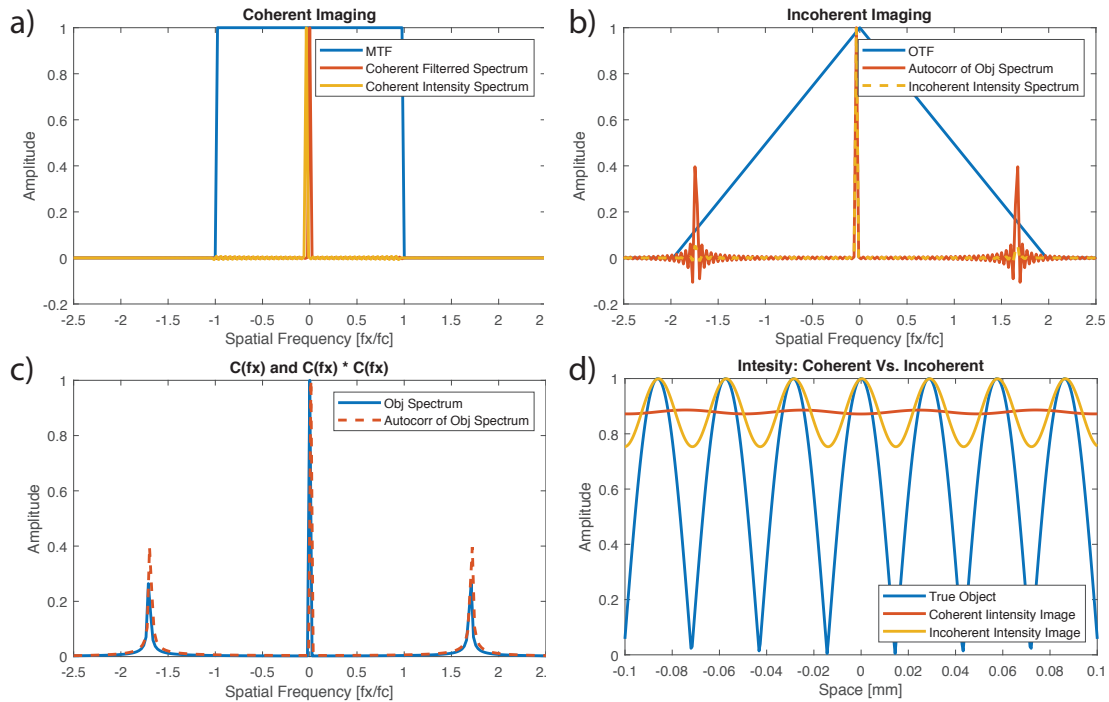 a)
Coherent Imaging
1
0.8
0.6
0.4
0.2
0
-0.2
Amplitude
MTF
Coherent Filterred Spectrum
Coherent Intensity Spectrum
-2.5 -2 -1.5 -1 -0.5 0 0.5 1 1.5 2 2.
Spatial Frequency [fx/fc]
b)
Incoherent Imaging
1
0.8
0.6
0.4
0.2
0
-0.2
Amplitude
OTF
Autocorr of Obj Spectrum
Incoherent Intensity Spectrum
-2.5 -2 -1.5 -1 -0.5 0 0.5 1 1.5 2 2.5
Spatial Frequency [fx/fc]
c)
C(fx) and C(fx) * C(fx)
1
0.8
0.6
0.4
0.2
0
Amplitude
Obj Spectrum
Autocorr of Obj Spectrum
-2.5 -2 -1.5 -1 -0.5 0 0.5 1 1.5 2 2.
Spatial Frequency [fx/fc]
d)
Intesity: Coherent Vs. Incoherent
1
0.8
0.6
0.4
0.2
0
Amplitude
True Object
Coherent Iintensity Image
Incoherent Intensity Image
-0.1 -0.08 -0.06 -0.04 -0.02 0 0.02 0.04 0.06 0.08 0.1
Space [mm]